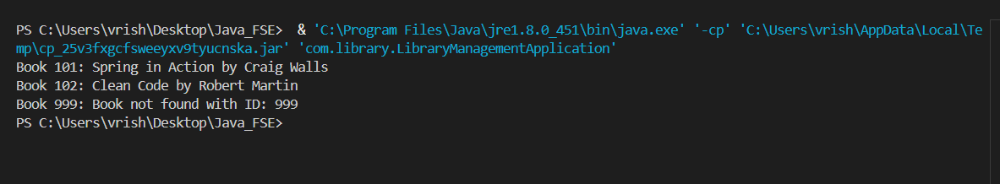 PS C:\Users\vrish\Desktop\Java_FSE>  & 'C:\Program Files\Java\jre1.8.0_451\bin\java.exe' '-cp' 'C:\Users\vrish\AppData\Local\Te
mp\cp_25v3fxgcfsweeyxv9tyucnska.jar' 'com.library.LibraryManagementApplication'
Book 101: Spring in Action by Craig Walls
Book 102: Clean Code by Robert Martin
Book 999: Book not found with ID: 999
PS C:\Users\vrish\Desktop\Java_FSE>